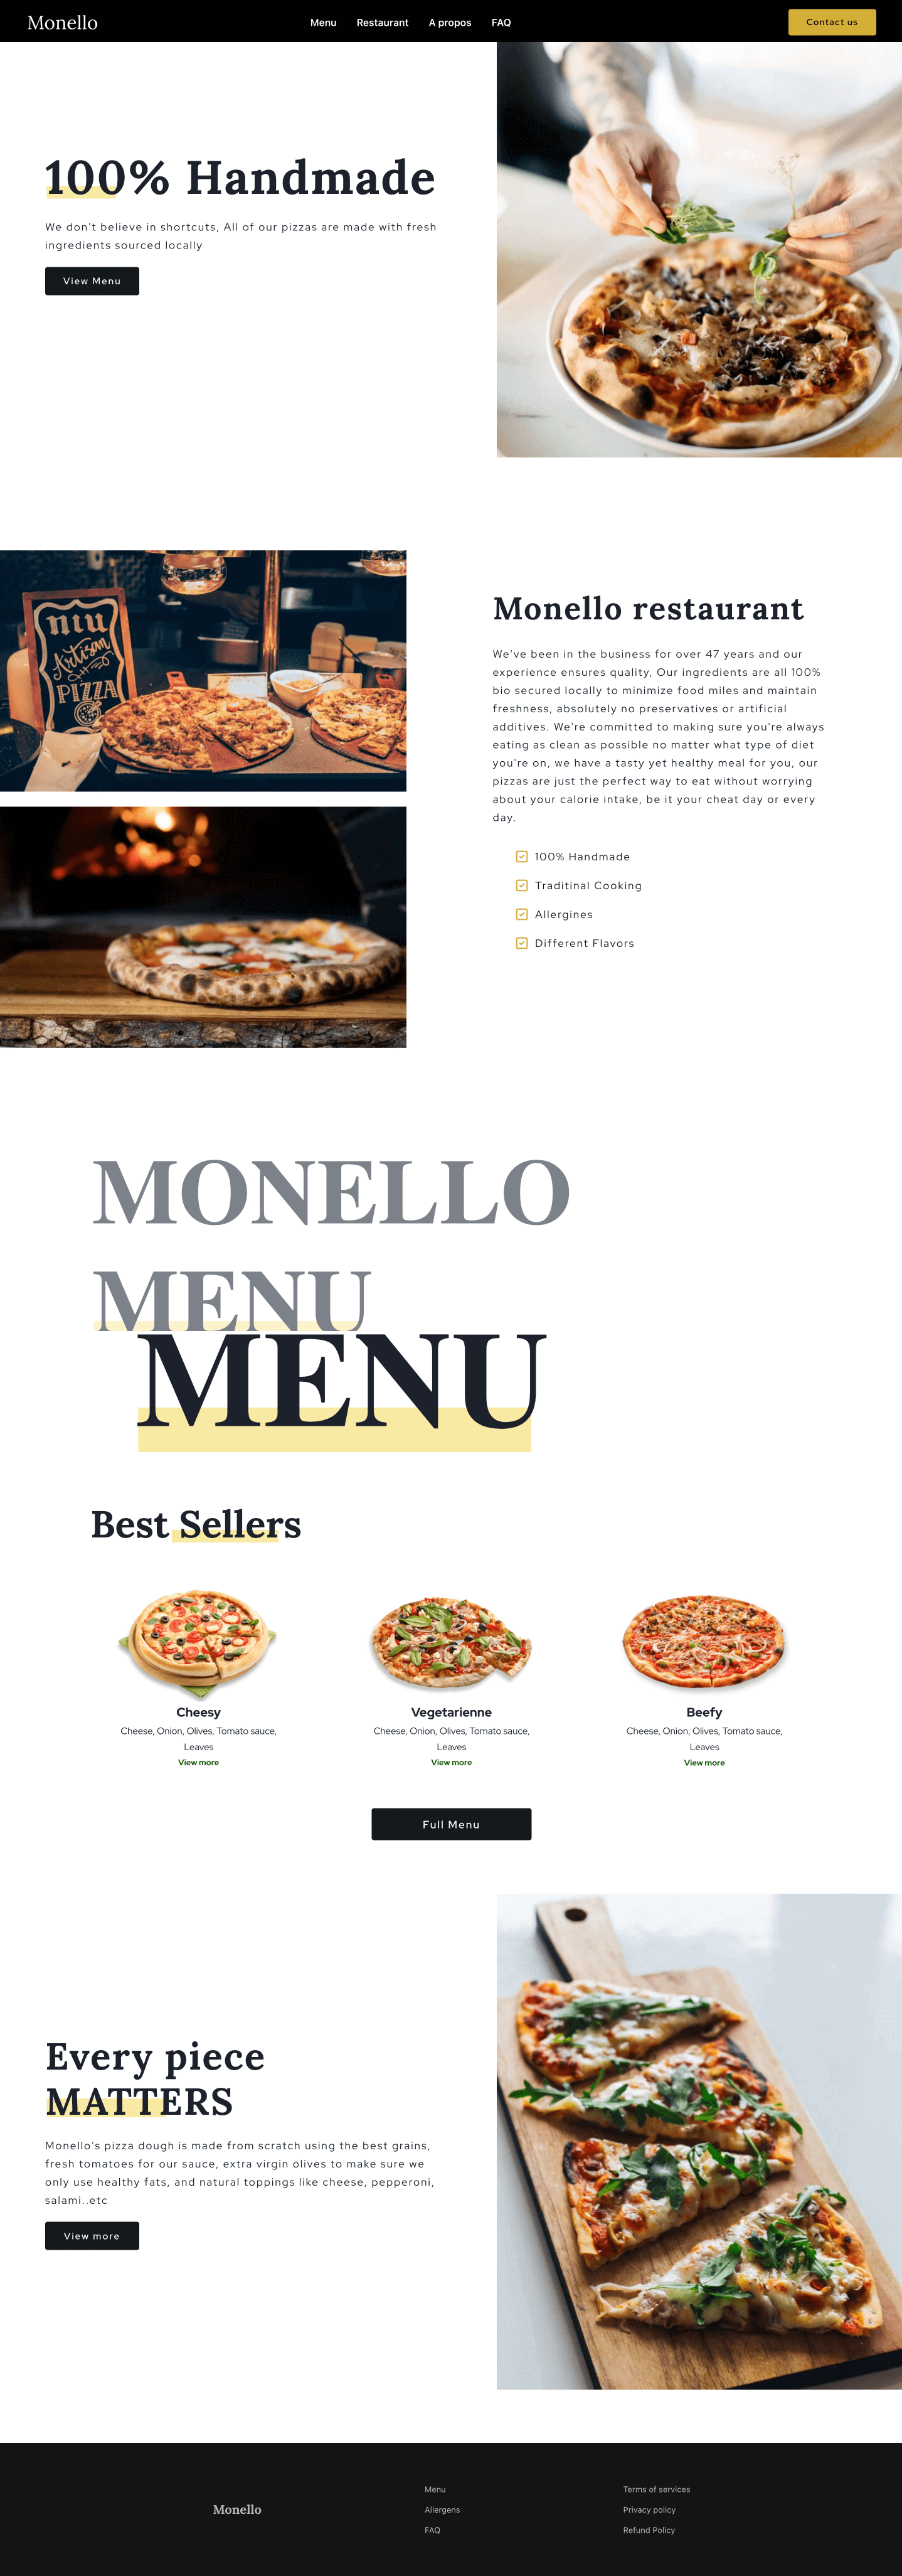 Monello
Menu
Restaurant
A propos
FAQ
Contact us
100% Handmade
We don't believe in shortcuts, All of our pizzas are made with fresh
ingredients sourced locally
View Menu
niu
Artisan
PIZZA
Monello restaurant
We've been in the business for over 47 years and our
experience ensures quality, Our ingredients are all 100%
bio secured locally to minimize food miles and maintain
freshness, absolutely no preservatives or artificial
additives. We're committed to making sure you're always
eating as clean as possible no matter what type of diet
you're on, we have a tasty yet healthy meal for you, our
pizzas are just the perfect way to eat without worrying
about your calorie intake, be it your cheat day or every
day.
100% Handmade
Traditinal Cooking
Allergines
Different Flavors
MONELLO
MENU
MENU
Best Sellers
Cheesy
Cheese, Onion, Olives, Tomato sauce,
Leaves
View more
Vegetarienne
Cheese, Onion, Olives, Tomato sauce,
Leaves
View more
Beefy
Cheese, Onion, Olives, Tomato sauce,
Leaves
View more
Full Menu
Every piece
MATTERS
Monello's pizza dough is made from scratch using the best grains,
fresh tomatoes for our sauce, extra virgin olives to make sure we
only use healthy fats, and natural toppings like cheese, pepperoni,
salami..etc
View more
Monello
Menu
Allergens
FAQ
Terms of services
Privacy policy
Refund Policy